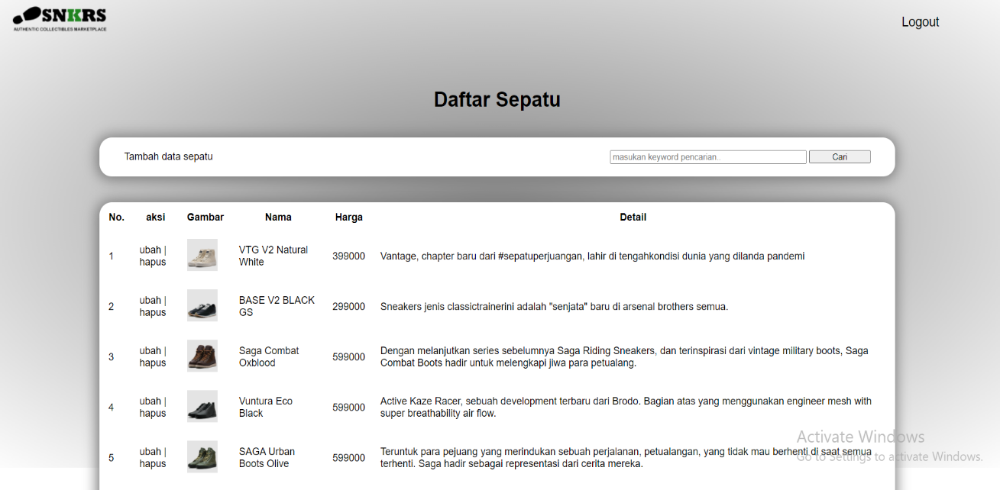 SNKRS
AUTHENTIC COLLECTIBLES MARKETPLACE
Logout
Daftar Sepatu
Tambah data sepatu
masukan keyword pencarian..
Cari
No. aksi Gambar Nama Harga Detail
1 ubah | hapus VTG V2 Natural White 399000 Vantage, chapter baru dari #sepatuperjuangan, lahir di tengahkondisi dunia yang dilanda pandemi
2 ubah | hapus BASE V2 BLACK GS 299000 Sneakers jenis classictrainerini adalah "senjata" baru di arsenal brothers semua.
3 ubah | hapus Saga Combat Oxblood 599000 Dengan melanjutkan series sebelumnya Saga Riding Sneakers, dan terinspirasi dari vintage military boots, Saga
Combat Boots hadir untuk melengkapi jiwa para petualang.
4 ubah | hapus Vuntura Eco Black 599000 Active Kaze Racer, sebuah development terbaru dari Brodo. Bagian atas yang menggunakan engineer mesh with
super breathability air flow.
5 ubah | hapus SAGA Urban Boots Olive 599000 Teruntuk para pejuang yang merindukan sebuah perjalanan, petualangan, yang tidak mau berhenti di saat semua
terhenti. Saga hadir sebagai representasi dari cerita mereka.
Activate Windows
Go to Settings to activate Windows.